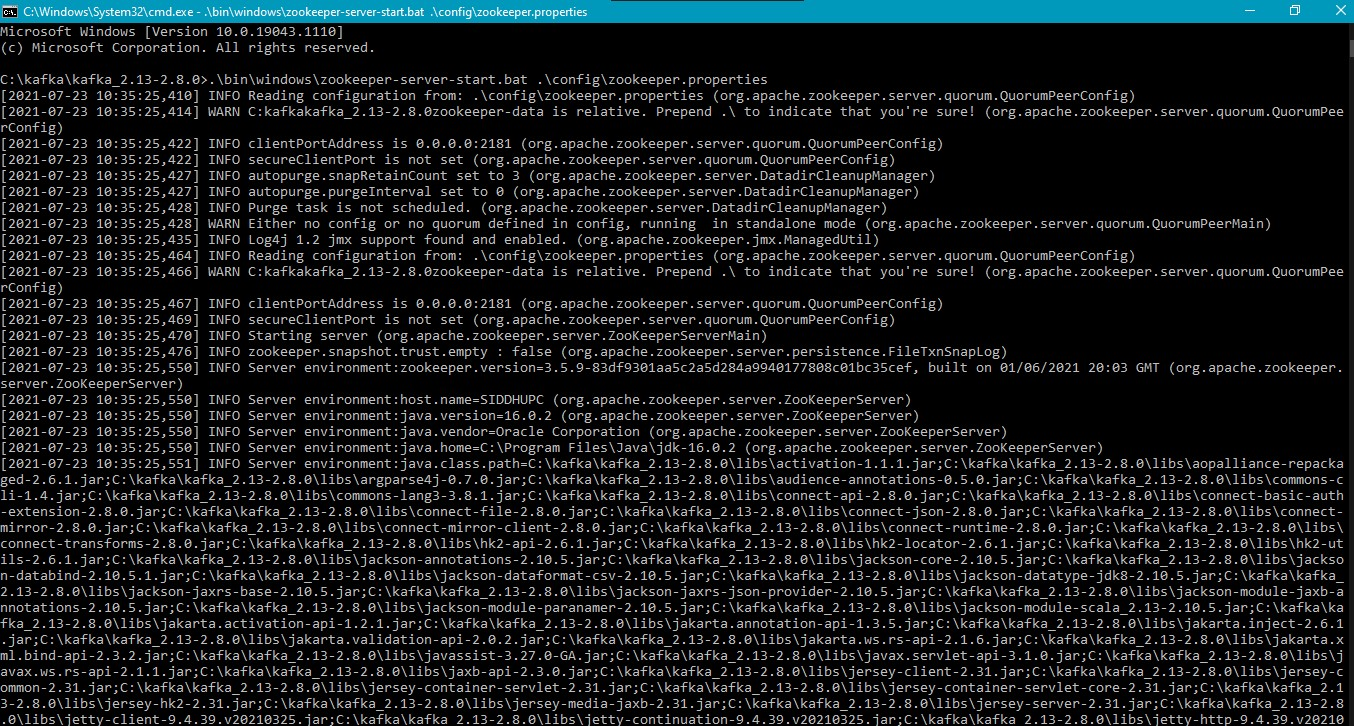 C:\Windows\System32\cmd.exe - .\bin\windows\zookeeper-server-start.bat .\config\zookeeper.properties
Microsoft Windows [Version 10.0.19043.1110]
(c) Microsoft Corporation. All rights reserved.
C:\kafka\kafka_2.13-2.8.0>.\bin\windows\zookeeper-server-start.bat .\config\zookeeper.properties
[2021-07-23 10:35:25,410] INFO Reading configuration from: .\config\zookeeper.properties (org.apache.zookeeper.server.quorum.QuorumPeerConfig)
[2021-07-23 10:35:25,414] WARN C:kafkakafka_2.13-2.8.0zookeeper-data is relative. Prepend .\ to indicate that you're sure! (org.apache.zookeeper.server.quorum.QuorumPee
rConfig)
[2021-07-23 10:35:25,422] INFO clientPortAddress is 0.0.0.0:2181 (org.apache.zookeeper.server.quorum.QuorumPeerConfig)
[2021-07-23 10:35:25,422] INFO secureClientPort is not set (org.apache.zookeeper.server.quorum.QuorumPeerConfig)
[2021-07-23 10:35:25,427] INFO autopurge.snapRetainCount set to 3 (org.apache.zookeeper.server.DatadirCleanupManager)
[2021-07-23 10:35:25,427] INFO autopurge.purgeInterval set to 0 (org.apache.zookeeper.server.DatadirCleanupManager)
[2021-07-23 10:35:25,428] INFO Purge task is not scheduled. (org.apache.zookeeper.server.DatadirCleanupManager)
[2021-07-23 10:35:25,428] WARN Either no config or no quorum defined in config, running  in standalone mode (org.apache.zookeeper.server.quorum.QuorumPeerMain)
[2021-07-23 10:35:25,435] INFO Log4j 1.2 jmx support found and enabled. (org.apache.zookeeper.jmx.ManagedUtil)
[2021-07-23 10:35:25,464] INFO Reading configuration from: .\config\zookeeper.properties (org.apache.zookeeper.server.quorum.QuorumPeerConfig)
[2021-07-23 10:35:25,466] WARN C:kafkakafka_2.13-2.8.0zookeeper-data is relative. Prepend .\ to indicate that you're sure! (org.apache.zookeeper.server.quorum.QuorumPee
rConfig)
[2021-07-23 10:35:25,467] INFO clientPortAddress is 0.0.0.0:2181 (org.apache.zookeeper.server.quorum.QuorumPeerConfig)
[2021-07-23 10:35:25,469] INFO secureClientPort is not set (org.apache.zookeeper.server.quorum.QuorumPeerConfig)
[2021-07-23 10:35:25,470] INFO Starting server (org.apache.zookeeper.server.ZooKeeperServerMain)
[2021-07-23 10:35:25,476] INFO zookeeper.snapshot.trust.empty : false (org.apache.zookeeper.server.persistence.FileTxnSnapLog)
[2021-07-23 10:35:25,550] INFO Server environment:zookeeper.version=3.5.9-83df9301aa5c2a5d284a9940177808c01bc35cef, built on 01/06/2021 20:03 GMT (org.apache.zookeeper.
server.ZooKeeperServer)
[2021-07-23 10:35:25,550] INFO Server environment:host.name=SIDDHUPC (org.apache.zookeeper.server.ZooKeeperServer)
[2021-07-23 10:35:25,550] INFO Server environment:java.version=16.0.2 (org.apache.zookeeper.server.ZooKeeperServer)
[2021-07-23 10:35:25,550] INFO Server environment:java.vendor=Oracle Corporation (org.apache.zookeeper.server.ZooKeeperServer)
[2021-07-23 10:35:25,550] INFO Server environment:java.home=C:\Program Files\Java\jdk-16.0.2 (org.apache.zookeeper.server.ZooKeeperServer)
[2021-07-23 10:35:25,551] INFO Server environment:java.class.path=C:\kafka\kafka_2.13-2.8.0\libs\activation-1.1.1.jar;C:\kafka\kafka_2.13-2.8.0\libs\aopalliance-repacka
ged-2.6.1.jar;C:\kafka\kafka_2.13-2.8.0\libs\argparse4j-0.7.0.jar;C:\kafka\kafka_2.13-2.8.0\libs\audience-annotations-0.5.0.jar;C:\kafka\kafka_2.13-2.8.0\libs\commons-c
li-1.4.jar;C:\kafka\kafka_2.13-2.8.0\libs\commons-lang3-3.8.1.jar;C:\kafka\kafka_2.13-2.8.0\libs\connect-api-2.8.0.jar;C:\kafka\kafka_2.13-2.8.0\libs\connect-basic-auth
-extension-2.8.0.jar;C:\kafka\kafka_2.13-2.8.0\libs\connect-file-2.8.0.jar;C:\kafka\kafka_2.13-2.8.0\libs\connect-json-2.8.0.jar;C:\kafka\kafka_2.13-2.8.0\libs\connect-
mirror-2.8.0.jar;C:\kafka\kafka_2.13-2.8.0\libs\connect-mirror-client-2.8.0.jar;C:\kafka\kafka_2.13-2.8.0\libs\connect-runtime-2.8.0.jar;C:\kafka\kafka_2.13-2.8.0\libs\
connect-transforms-2.8.0.jar;C:\kafka\kafka_2.13-2.8.0\libs\hk2-api-2.6.1.jar;C:\kafka\kafka_2.13-2.8.0\libs\hk2-locator-2.6.1.jar;C:\kafka\kafka_2.13-2.8.0\libs\hk2-ut
ils-2.6.1.jar;C:\kafka\kafka_2.13-2.8.0\libs\jackson-annotations-2.10.5.jar;C:\kafka\kafka_2.13-2.8.0\libs\jackson-core-2.10.5.jar;C:\kafka\kafka_2.13-2.8.0\libs\jackso
n-databind-2.10.5.1.jar;C:\kafka\kafka_2.13-2.8.0\libs\jackson-dataformat-csv-2.10.5.jar;C:\kafka\kafka_2.13-2.8.0\libs\jackson-datatype-jdk8-2.10.5.jar;C:\kafka\kafka_
2.13-2.8.0\libs\jackson-jaxrs-base-2.10.5.jar;C:\kafka\kafka_2.13-2.8.0\libs\jackson-jaxrs-json-provider-2.10.5.jar;C:\kafka\kafka_2.13-2.8.0\libs\jackson-module-jaxb-a
nnotations-2.10.5.jar;C:\kafka\kafka_2.13-2.8.0\libs\jackson-module-paranamer-2.10.5.jar;C:\kafka\kafka_2.13-2.8.0\libs\jackson-module-scala_2.13-2.10.5.jar;C:\kafka\ka
fka_2.13-2.8.0\libs\jakarta.activation-api-1.2.1.jar;C:\kafka\kafka_2.13-2.8.0\libs\jakarta.annotation-api-1.3.5.jar;C:\kafka\kafka_2.13-2.8.0\libs\jakarta.inject-2.6.1
.jar;C:\kafka\kafka_2.13-2.8.0\libs\jakarta.validation-api-2.0.2.jar;C:\kafka\kafka_2.13-2.8.0\libs\jakarta.ws.rs-api-2.1.6.jar;C:\kafka\kafka_2.13-2.8.0\libs\jakarta.x
ml.bind-api-2.3.2.jar;C:\kafka\kafka_2.13-2.8.0\libs\javassist-3.27.0-GA.jar;C:\kafka\kafka_2.13-2.8.0\libs\javax.servlet-api-3.1.0.jar;C:\kafka\kafka_2.13-2.8.0\libs\j
avax.ws.rs-api-2.1.1.jar;C:\kafka\kafka_2.13-2.8.0\libs\jaxb-api-2.3.0.jar;C:\kafka\kafka_2.13-2.8.0\libs\jersey-client-2.31.jar;C:\kafka\kafka_2.13-2.8.0\libs\jersey-c
ommon-2.31.jar;C:\kafka\kafka_2.13-2.8.0\libs\jersey-container-servlet-2.31.jar;C:\kafka\kafka_2.13-2.8.0\libs\jersey-container-servlet-core-2.31.jar;C:\kafka\kafka_2.1
3-2.8.0\libs\jersey-hk2-2.31.jar;C:\kafka\kafka_2.13-2.8.0\libs\jersey-media-jaxb-2.31.jar;C:\kafka\kafka_2.13-2.8.0\libs\jersey-server-2.31.jar;C:\kafka\kafka_2.13-2.8
.0\libs\jetty-client-9.4.39.v20210325.jar;C:\kafka\kafka_2.13-2.8.0\libs\jetty-continuation-9.4.39.v20210325.jar;C:\kafka\kafka_2.13-2.8.0\libs\jetty-http-9.4.39.v20210